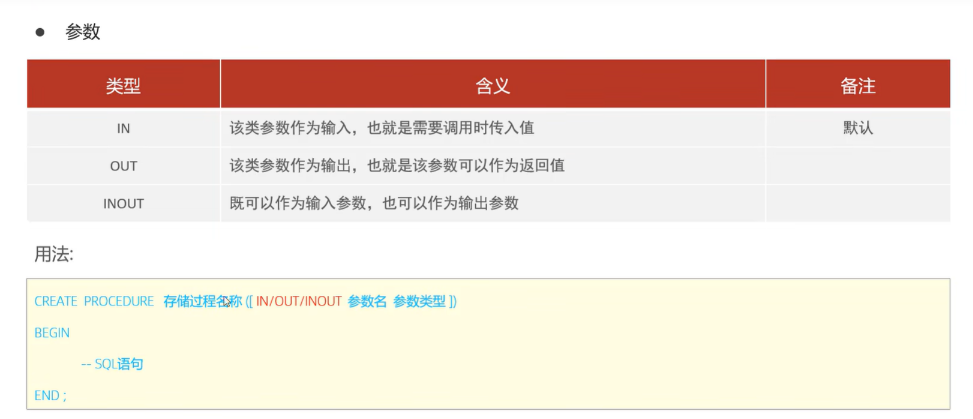 ● 参数
类型 含义 备注
IN 该类参数作为输入，也就是需要调用时传入值 默认
OUT 该类参数作为输出，也就是该参数可以作为返回值
INOUT 既可以作为输入参数，也可以作为输出参数
用法:
CREATE PROCEDURE 存储过程名称 ([ IN/OUT/INOUT 参数名 参数类型 ])
BEGIN
-- SQL语句
END ;